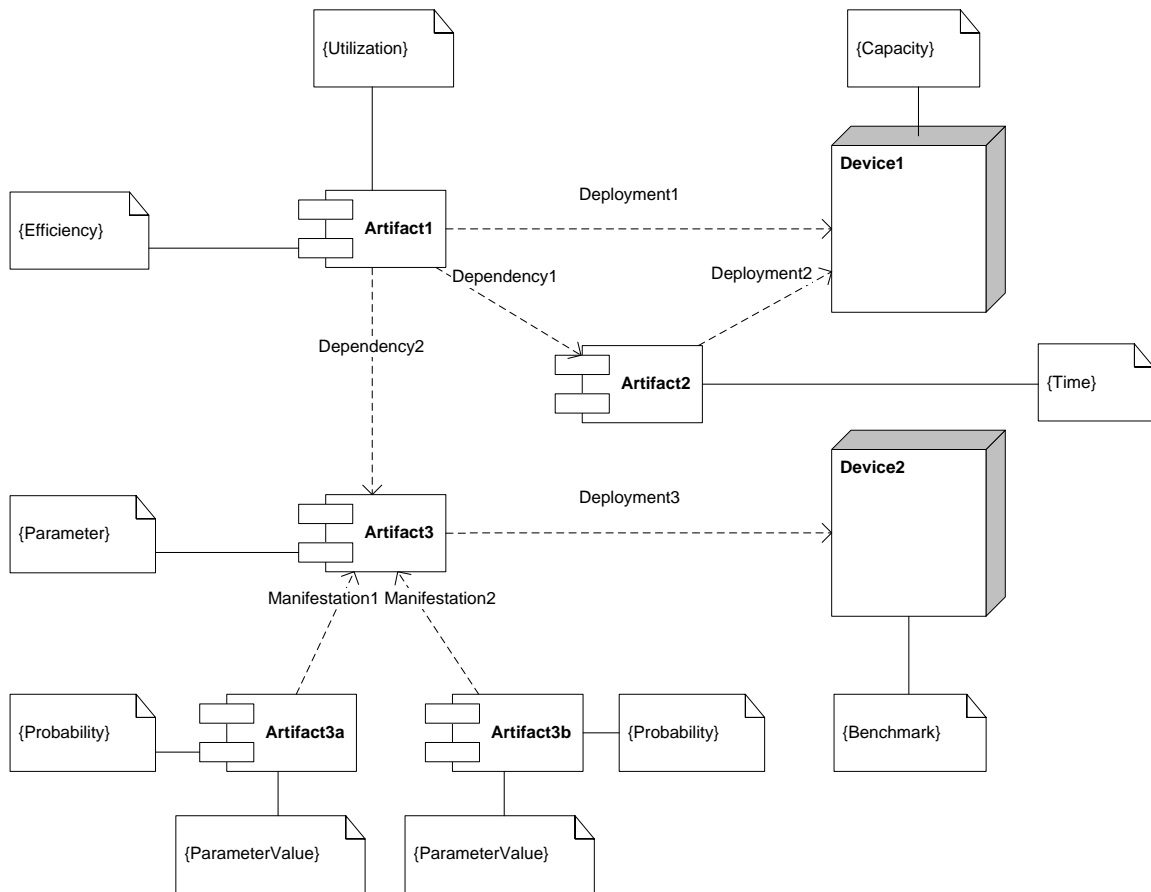 {Utilization}
{Capacity}
Device1
Deployment1
{Efficiency}
Artifact1
Dependency1
Deployment2
Dependency2
Artifact2
{Time}
Device2
Deployment3
{Parameter}
Artifact3
Manifestation1
Manifestation2
{Probability}
Artifact3a
Artifact3b
{Probability}
{Benchmark}
{ParameterValue}
{ParameterValue}